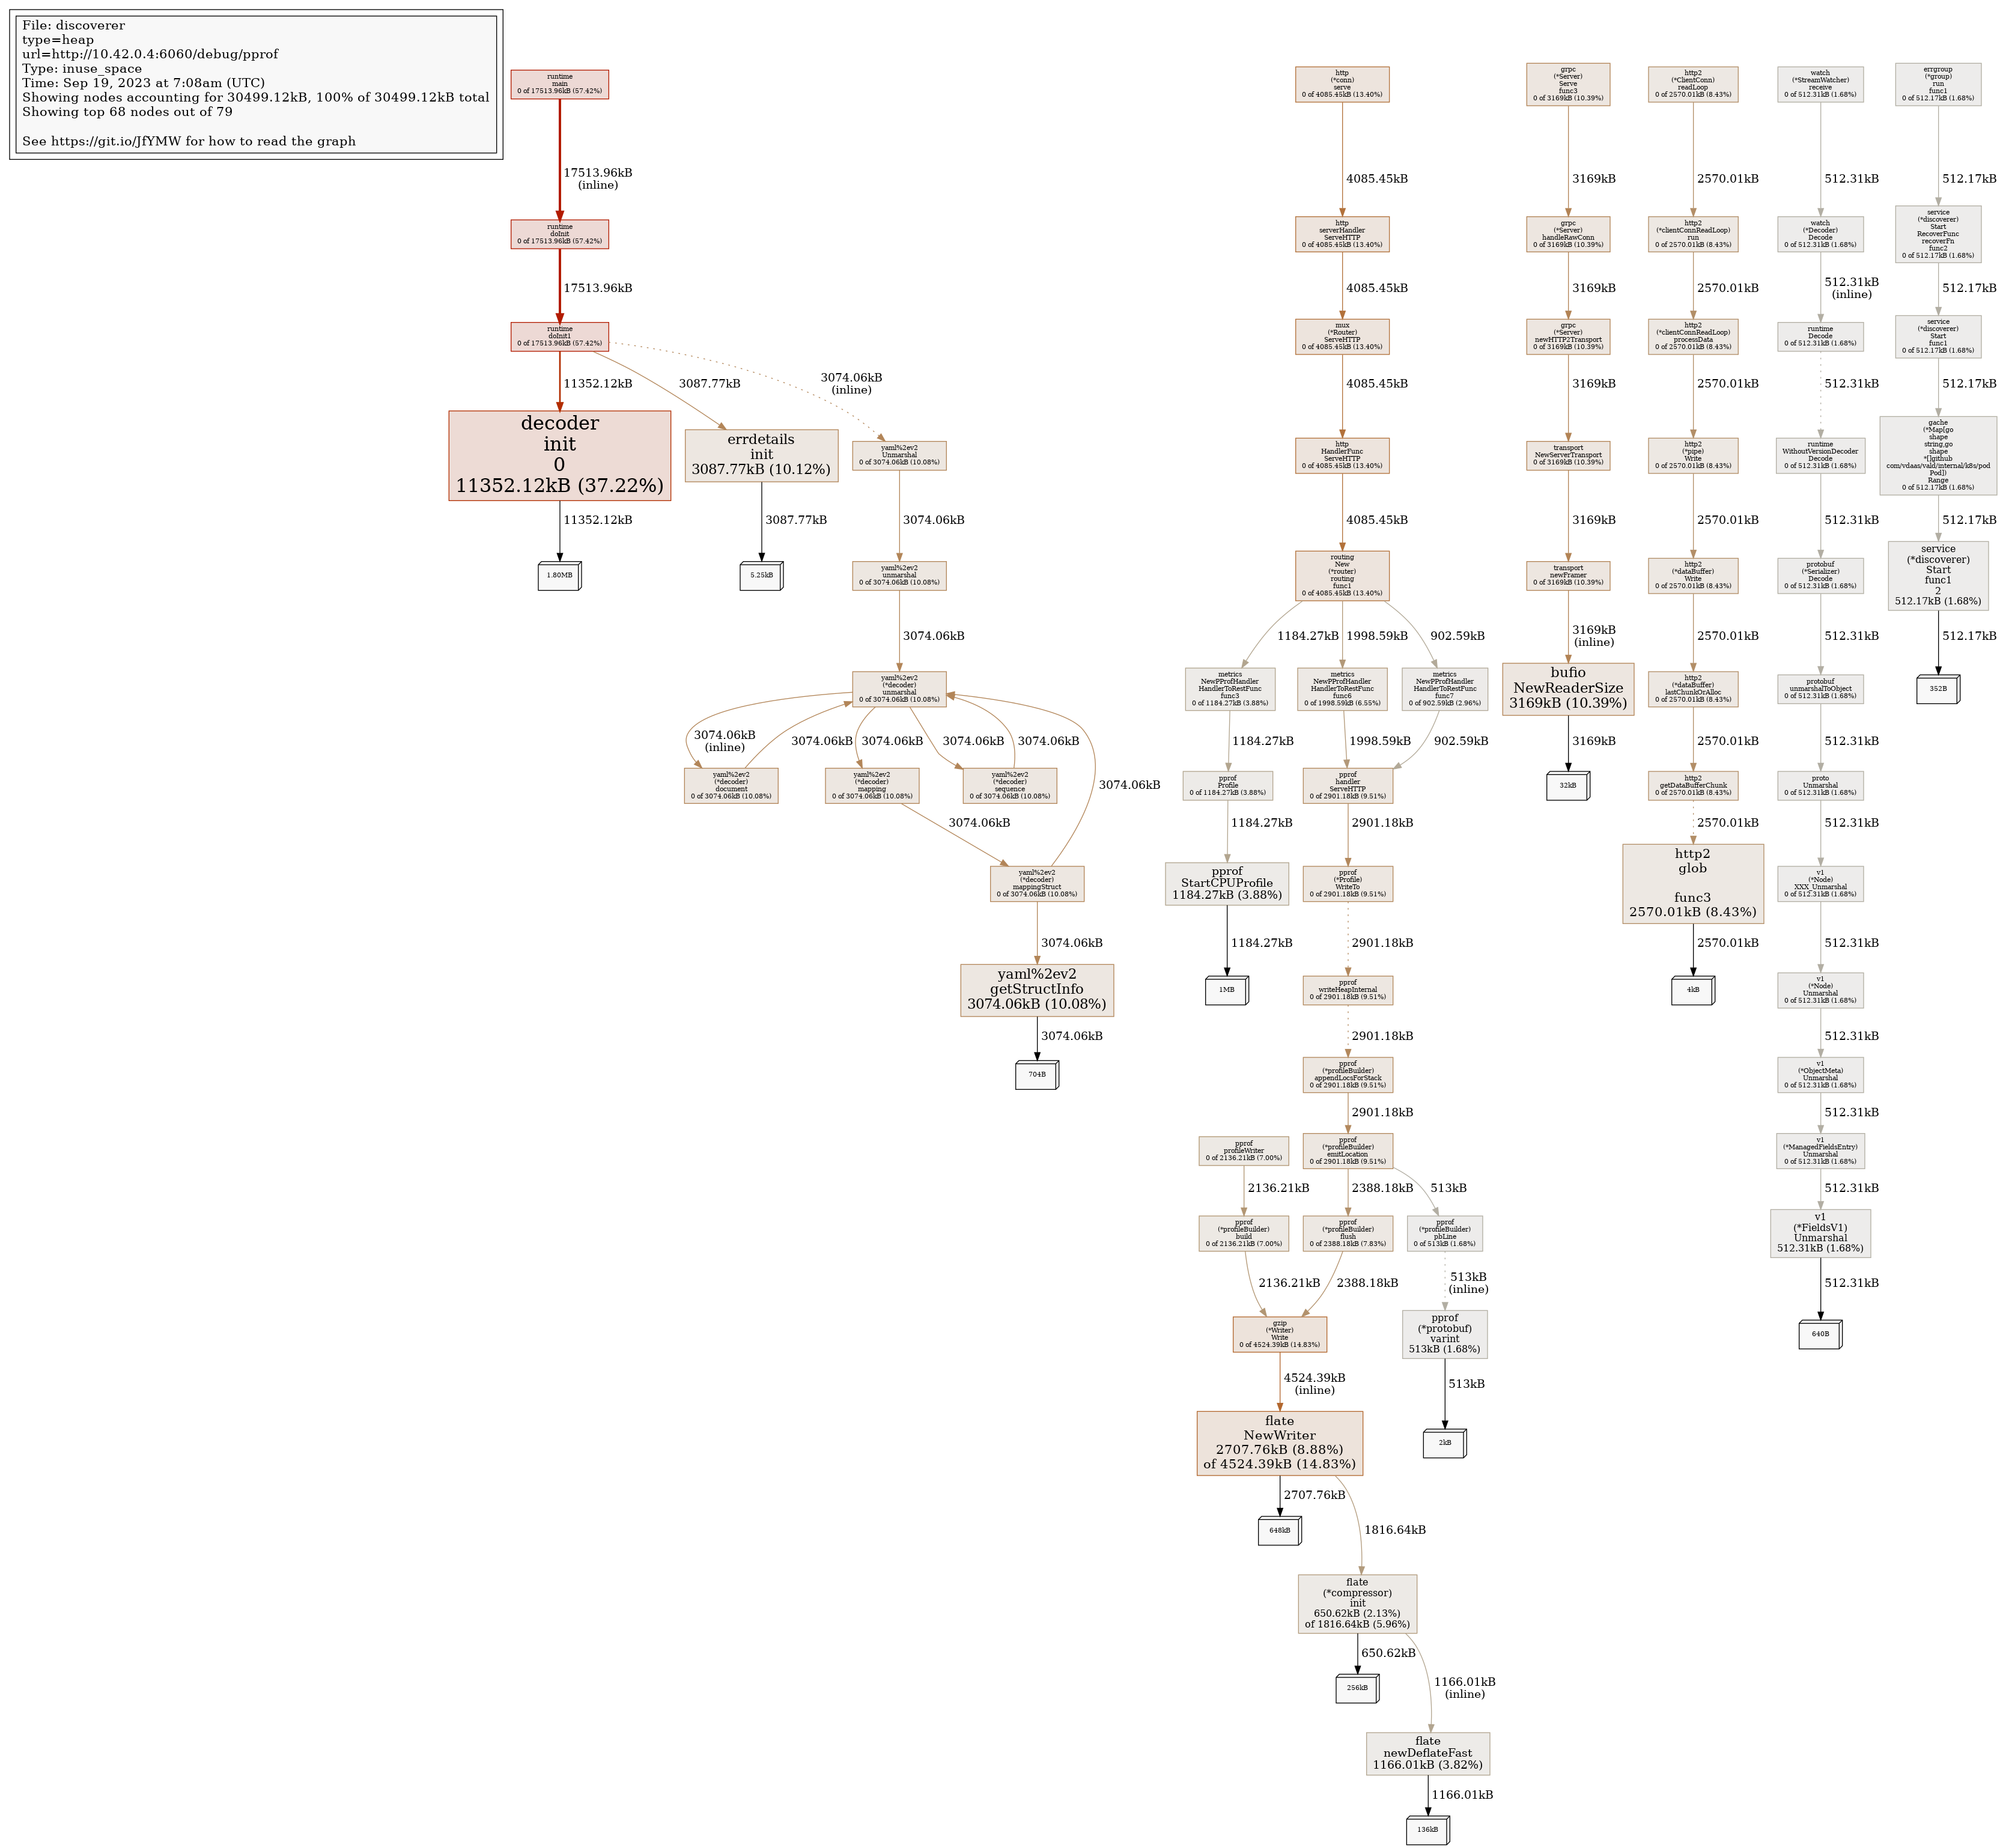 File: discoverer
type=heap
url=http://10.42.0.4:6060/debug/pprof
Type: inuse_space
Time: Sep 19, 2023 at 7:08am (UTC)
Showing nodes accounting for 30499.12kB, 100% of 30499.12kB total
Showing top 68 nodes out of 79
See https://git.io/JfYMW for how to read the graph
runtime
main
0 of 17513.96kB (57.42%)
17513.96kB
(inline)
runtime
doInit
0 of 17513.96kB (57.42%)
17513.96kB
runtime
doInit1
0 of 17513.96kB (57.42%)
11352.12kB
3087.77kB
3074.06kB
(inline)
decoder
init
0
11352.12kB (37.22%)
11352.12kB
1.80MB
errdetails
init
3087.77kB (10.12%)
3087.77kB
5.25kB
yaml%2ev2
Unmarshal
0 of 3074.06kB (10.08%)
3074.06kB
yaml%2ev2
unmarshal
0 of 3074.06kB (10.08%)
3074.06kB
yaml%2ev2
(*decoder)
unmarshal
0 of 3074.06kB (10.08%)
3074.06kB
(inline)
3074.06kB
3074.06kB
3074.06kB
3074.06kB
3074.06kB
yaml%2ev2
(*decoder)
document
0 of 3074.06kB (10.08%)
yaml%2ev2
(*decoder)
mapping
0 of 3074.06kB (10.08%)
yaml%2ev2
(*decoder)
sequence
0 of 3074.06kB (10.08%)
3074.06kB
yaml%2ev2
(*decoder)
mappingStruct
0 of 3074.06kB (10.08%)
3074.06kB
yaml%2ev2
getStructInfo
3074.06kB (10.08%)
3074.06kB
704B
http
(*conn)
serve
0 of 4085.45kB (13.40%)
4085.45kB
http
serverHandler
ServeHTTP
0 of 4085.45kB (13.40%)
4085.45kB
mux
(*Router)
ServeHTTP
0 of 4085.45kB (13.40%)
4085.45kB
http
HandlerFunc
ServeHTTP
0 of 4085.45kB (13.40%)
4085.45kB
routing
New
(*router)
routing
func1
0 of 4085.45kB (13.40%)
1184.27kB
1998.59kB
902.59kB
metrics
NewPProfHandler
HandlerToRestFunc
func3
0 of 1184.27kB (3.88%)
metrics
NewPProfHandler
HandlerToRestFunc
func6
0 of 1998.59kB (6.55%)
metrics
NewPProfHandler
HandlerToRestFunc
func7
0 of 902.59kB (2.96%)
1184.27kB
1998.59kB
902.59kB
pprof
Profile
0 of 1184.27kB (3.88%)
1184.27kB
pprof
StartCPUProfile
1184.27kB (3.88%)
1184.27kB
1MB
pprof
handler
ServeHTTP
0 of 2901.18kB (9.51%)
2901.18kB
pprof
(*Profile)
WriteTo
0 of 2901.18kB (9.51%)
2901.18kB
pprof
writeHeapInternal
0 of 2901.18kB (9.51%)
2901.18kB
pprof
(*profileBuilder)
appendLocsForStack
0 of 2901.18kB (9.51%)
2901.18kB
pprof
profileWriter
0 of 2136.21kB (7.00%)
2136.21kB
pprof
(*profileBuilder)
emitLocation
0 of 2901.18kB (9.51%)
2388.18kB
513kB
pprof
(*profileBuilder)
build
0 of 2136.21kB (7.00%)
2136.21kB
pprof
(*profileBuilder)
flush
0 of 2388.18kB (7.83%)
2388.18kB
pprof
(*profileBuilder)
pbLine
0 of 513kB (1.68%)
513kB
(inline)
gzip
(*Writer)
Write
0 of 4524.39kB (14.83%)
4524.39kB
(inline)
pprof
(*protobuf)
varint
513kB (1.68%)
513kB
2kB
flate
NewWriter
2707.76kB (8.88%)
of 4524.39kB (14.83%)
2707.76kB
648kB
1816.64kB
flate
(*compressor)
init
650.62kB (2.13%)
of 1816.64kB (5.96%)
650.62kB
256kB
1166.01kB
(inline)
flate
newDeflateFast
1166.01kB (3.82%)
1166.01kB
136kB
grpc
(*Server)
Serve
func3
0 of 3169kB (10.39%)
3169kB
grpc
(*Server)
handleRawConn
0 of 3169kB (10.39%)
3169kB
grpc
(*Server)
newHTTP2Transport
0 of 3169kB (10.39%)
3169kB
transport
NewServerTransport
0 of 3169kB (10.39%)
3169kB
transport
newFramer
0 of 3169kB (10.39%)
3169kB
(inline)
bufio
NewReaderSize
3169kB (10.39%)
3169kB
32kB
http2
(*ClientConn)
readLoop
0 of 2570.01kB (8.43%)
2570.01kB
http2
(*clientConnReadLoop)
run
0 of 2570.01kB (8.43%)
2570.01kB
http2
(*clientConnReadLoop)
processData
0 of 2570.01kB (8.43%)
2570.01kB
http2
(*pipe)
Write
0 of 2570.01kB (8.43%)
2570.01kB
http2
(*dataBuffer)
Write
0 of 2570.01kB (8.43%)
2570.01kB
http2
(*dataBuffer)
lastChunkOrAlloc
0 of 2570.01kB (8.43%)
2570.01kB
http2
getDataBufferChunk
0 of 2570.01kB (8.43%)
2570.01kB
http2
glob
func3
2570.01kB (8.43%)
2570.01kB
4kB
watch
(*StreamWatcher)
receive
0 of 512.31kB (1.68%)
512.31kB
watch
(*Decoder)
Decode
0 of 512.31kB (1.68%)
512.31kB
(inline)
runtime
Decode
0 of 512.31kB (1.68%)
512.31kB
runtime
WithoutVersionDecoder
Decode
0 of 512.31kB (1.68%)
512.31kB
protobuf
(*Serializer)
Decode
0 of 512.31kB (1.68%)
512.31kB
protobuf
unmarshalToObject
0 of 512.31kB (1.68%)
512.31kB
proto
Unmarshal
0 of 512.31kB (1.68%)
512.31kB
v1
(*Node)
XXX_Unmarshal
0 of 512.31kB (1.68%)
512.31kB
v1
(*Node)
Unmarshal
0 of 512.31kB (1.68%)
512.31kB
v1
(*ObjectMeta)
Unmarshal
0 of 512.31kB (1.68%)
512.31kB
v1
(*ManagedFieldsEntry)
Unmarshal
0 of 512.31kB (1.68%)
512.31kB
v1
(*FieldsV1)
Unmarshal
512.31kB (1.68%)
512.31kB
640B
errgroup
(*group)
run
func1
0 of 512.17kB (1.68%)
512.17kB
service
(*discoverer)
Start
RecoverFunc
recoverFn
func2
0 of 512.17kB (1.68%)
512.17kB
service
(*discoverer)
Start
func1
0 of 512.17kB (1.68%)
512.17kB
gache
(*Map[go
shape
string,go
shape
*[]github
com/vdaas/vald/internal/k8s/pod
Pod])
Range
0 of 512.17kB (1.68%)
512.17kB
service
(*discoverer)
Start
func1
2
512.17kB (1.68%)
512.17kB
352B